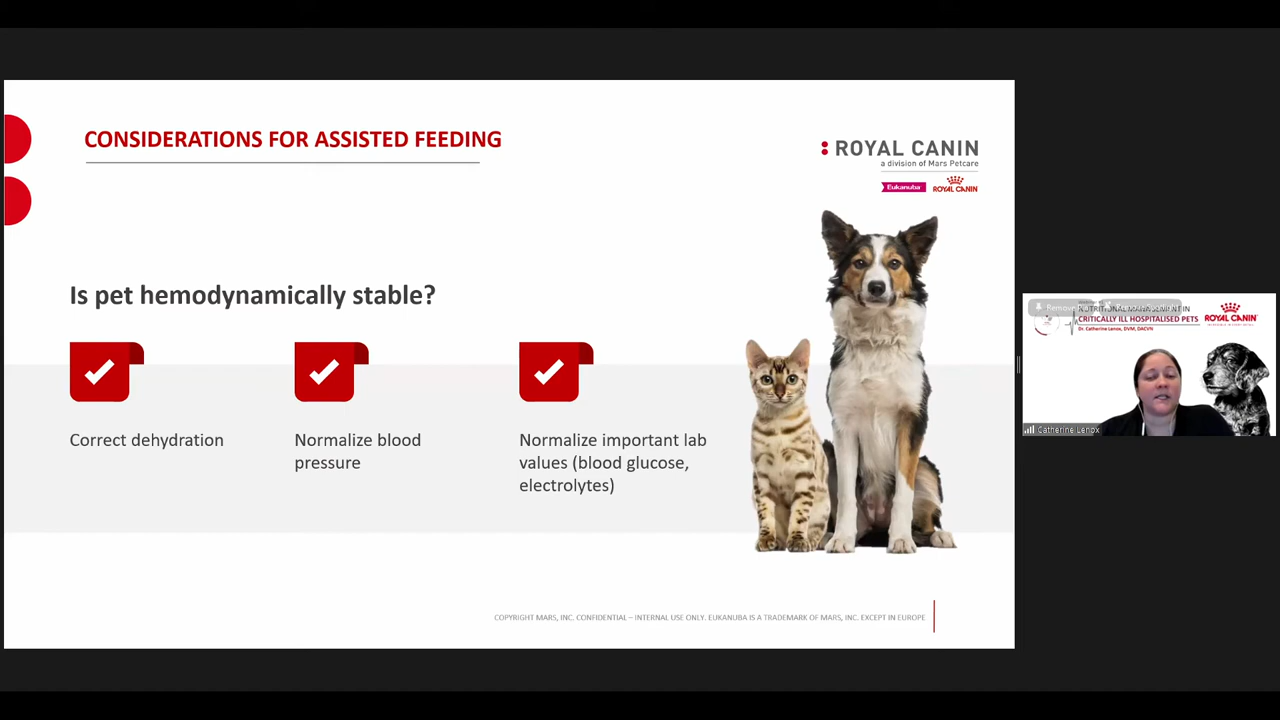 CONSIDERATIONS FOR ASSISTED FEEDING
ROYAL CANIN
a division of Mars Petcare
Eukanuba
ROYAL CANIN
Is pet hemodynamically stable?
Correct dehydration
Normalize blood
pressure
Normalize important lab
values (blood glucose,
electrolytes)
COPYRIGHT MARS, INC. CONFIDENTIAL – INTERNAL USE ONLY. EUKANUBA IS A TRADEMARK OF MARS, INC. EXCEPT IN EUROPE
NUTRITIONAL MANAGEMENT IN
CRITICALLY ILL HOSPITALISED PETS
Dr. Catherine Lenox, DVM, DACVN
ROYAL CANIN
Catherine Lenox